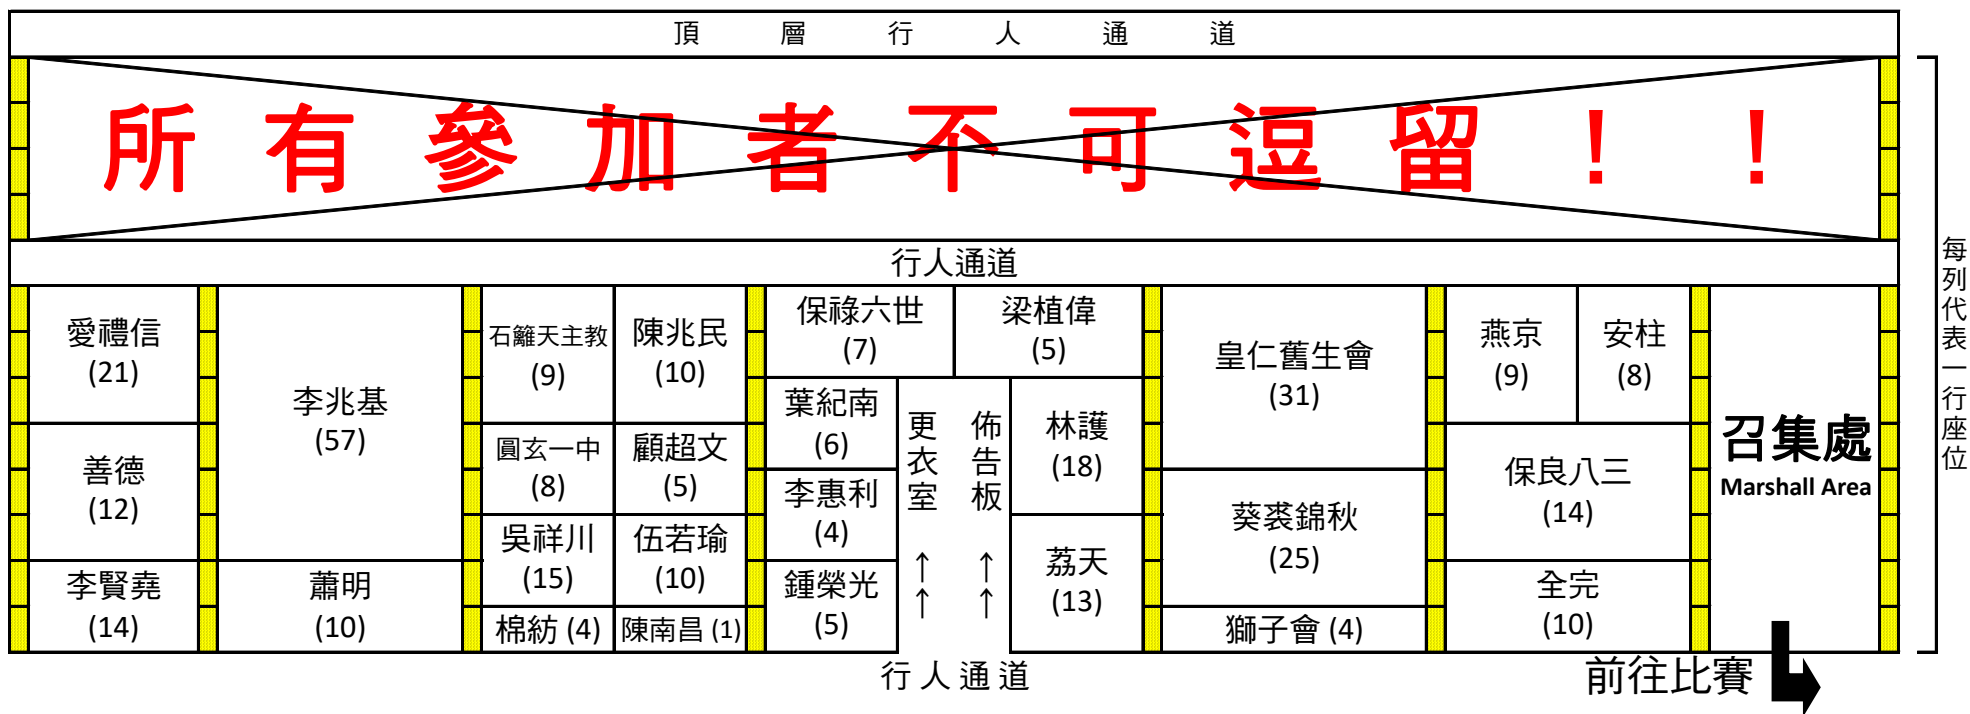 頂層行人通道
所有參加者不可逗留！！
行人通道
愛禮信
(21)
善德
(12)
李賢堯
(14)
李兆基
(57)
蕭明
(10)
石籬天主教
(9)
圓玄一中
(8)
吳祥川
(15)
棉紡 (4)
陳兆民
(10)
顧超文
(5)
伍若瑜
(10)
陳南昌 (1)
保祿六世
(7)
梁植偉
(5)
葉紀南
(6)
李惠利
(4)
鍾榮光
(5)
更衣室
↑
↑
佈告板
↑
↑
林護
(18)
荔天
(13)
皇仁舊生會
(31)
葵裘錦秋
(25)
獅子會 (4)
燕京
(9)
安柱
(8)
保良八三
(14)
全完
(10)
召集處
Marshall Area
每列代表一行座位
行人通道
前往比賽